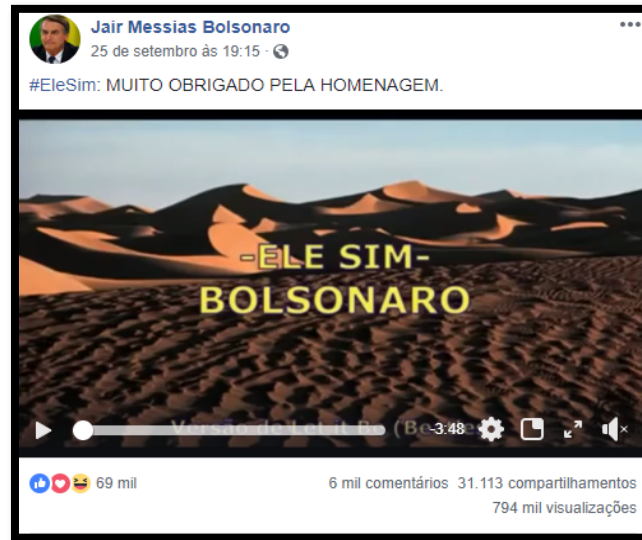 Jair Messias Bolsonaro
25 de setembro às 19:15 ·
#EleSim: MUITO OBRIGADO PELA HOMENAGEM.
-ELE SIM-
BOLSONARO
Versão de Let it Be (Be
-3:48
69 mil
6 mil comentários 31.113 compartilhamentos
794 mil visualizações